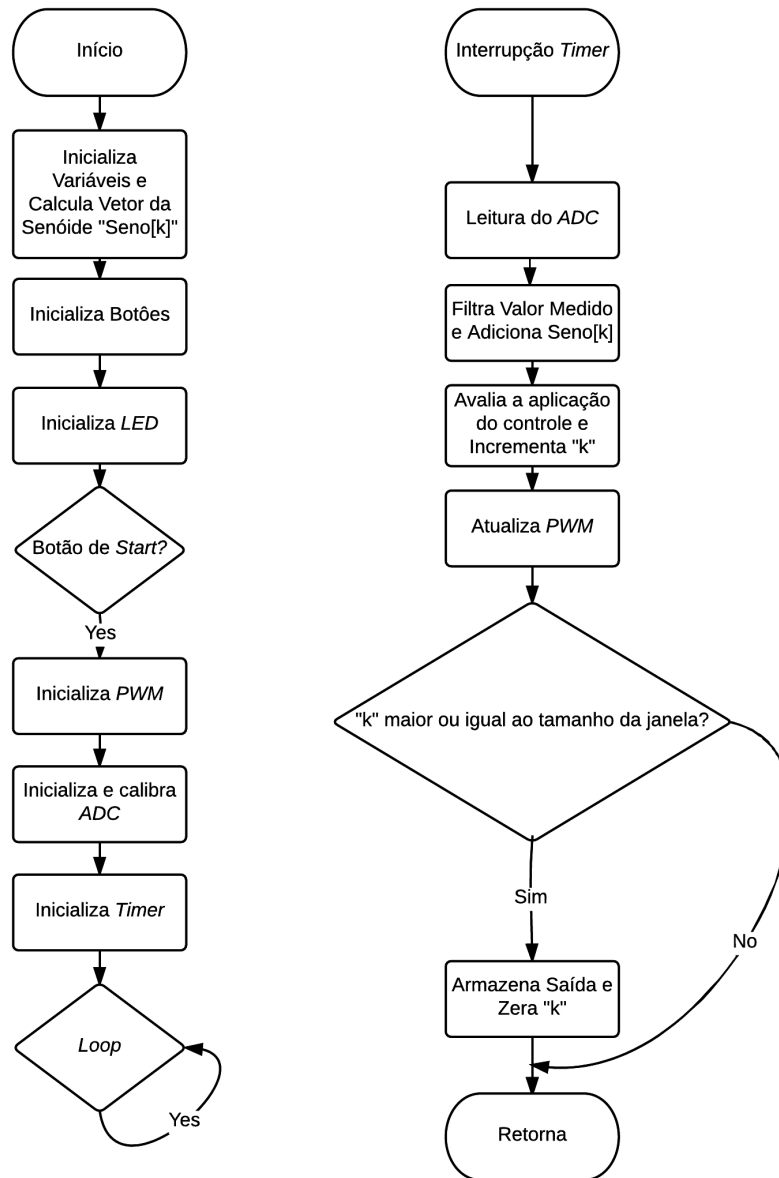 Início
Inicializa
Variáveis e
Calcula Vetor da
Senóide "Seno[k]"
Inicializa Botôes
Inicializa LED
Botão de Start?
Yes
Inicializa PWM
Inicializa e calibra
ADC
Inicializa Timer
Loop
Yes
Interrupção Timer
Leitura do ADC
Filtra Valor Medido
e Adiciona Seno[k]
Avalia a aplicação
do controle e
Incrementa "k"
Atualiza PWM
"k" maior ou igual ao tamanho da janela?
Sim
No
Armazena Saída e
Zera "k"
Retorna